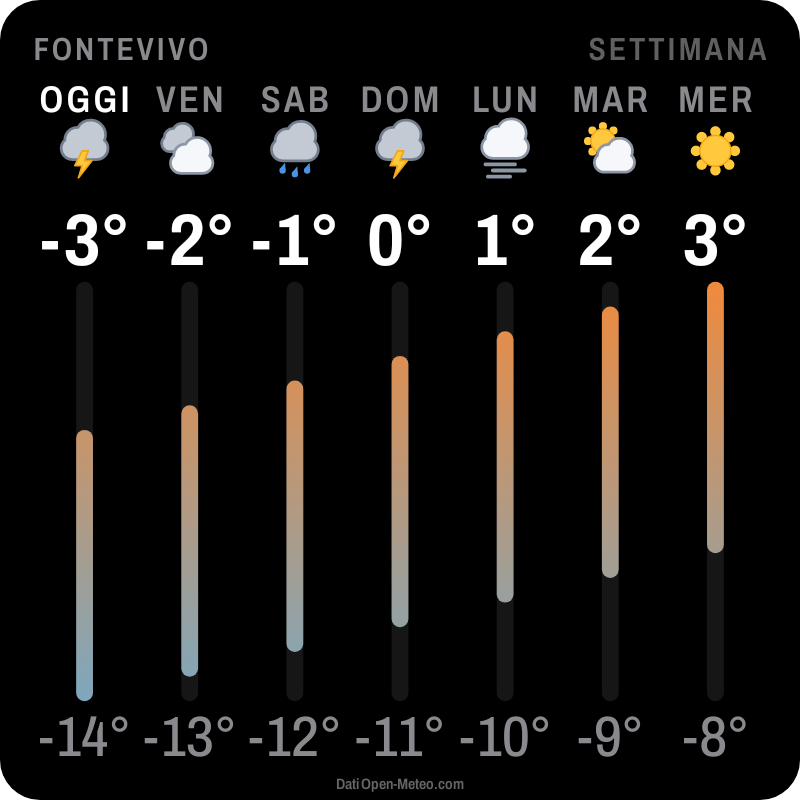 FONTEVIVO SETTIMANA
OGGI VEN SAB DOM LUN MAR MER
-3° -2° -1° 0° 1° 2° 3°
-14° -13° -12° -11° -10° -9° -8°
Dati Open-Meteo.com